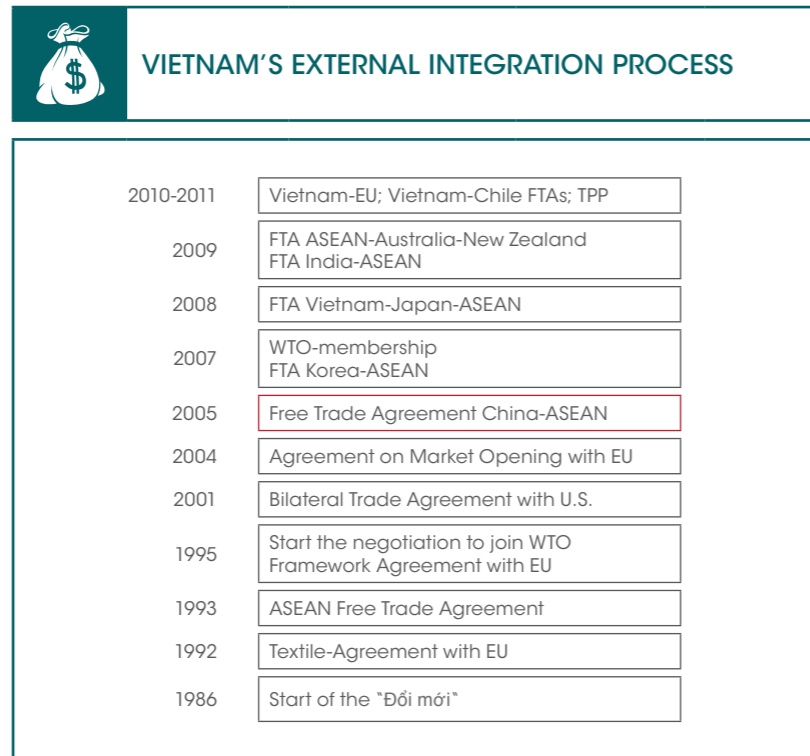 $
VIETNAM’S EXTERNAL INTEGRATION PROCESS
2010-2011 Vietnam-EU; Vietnam-Chile FTAs; TPP
2009 FTA ASEAN-Australia-New Zealand
FTA India-ASEAN
2008 FTA Vietnam-Japan-ASEAN
2007 WTO-membership
FTA Korea-ASEAN
2005 Free Trade Agreement China-ASEAN
2004 Agreement on Market Opening with EU
2001 Bilateral Trade Agreement with U.S.
1995 Start the negotiation to join WTO
Framework Agreement with EU
1993 ASEAN Free Trade Agreement
1992 Textile-Agreement with EU
1986 Start of the “Đổi mới“